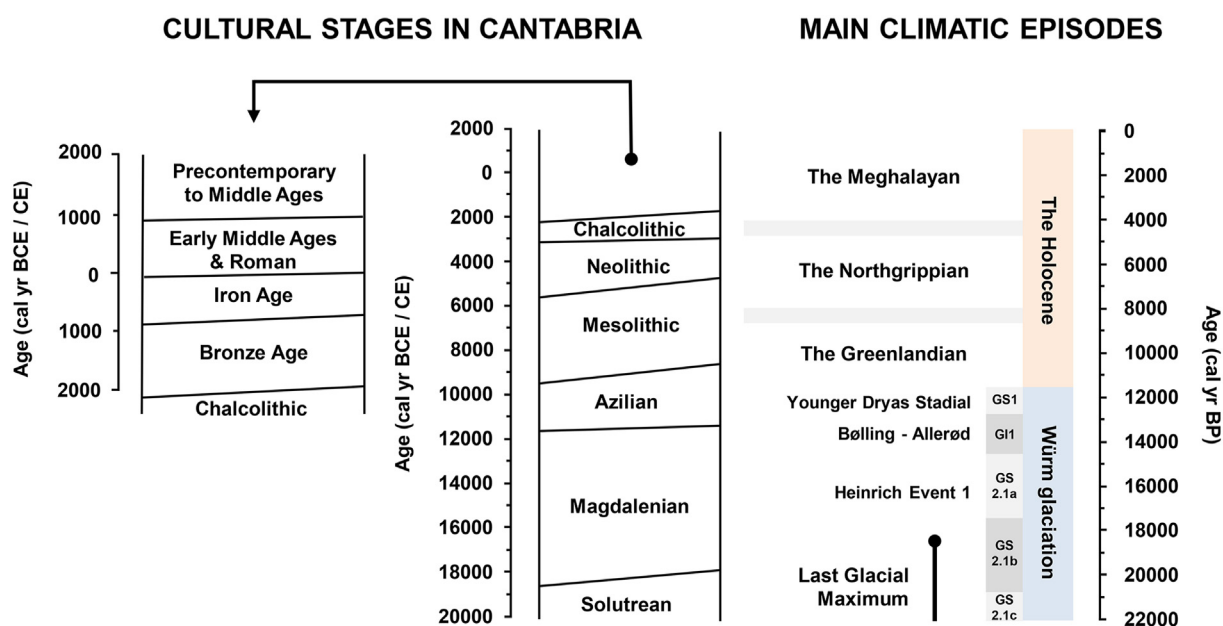 CULTURAL STAGES IN CANTABRIA
MAIN CLIMATIC EPISODES
Age (cal yr BCE / CE)
2000
1000
0
1000
2000
Precontemporary
to Middle Ages
Early Middle Ages
& Roman
Iron Age
Bronze Age
Chalcolithic
Age (cal yr BCE / CE)
2000
0
2000
4000
6000
8000
10000
12000
14000
16000
18000
20000
Chalcolithic
Neolithic
Mesolithic
Azilian
Magdalenian
Solutrean
The Meghalayan
The Northgrippian
The Greenlandian
Younger Dryas Stadial
Bølling - Allerød
Heinrich Event 1
Last Glacial
Maximum
GS1
GI1
GS
2.1a
GS
2.1b
GS
2.1c
The Holocene
Würm glaciation
0
2000
4000
6000
8000
10000
12000
14000
16000
18000
20000
22000
Age (cal yr BP)